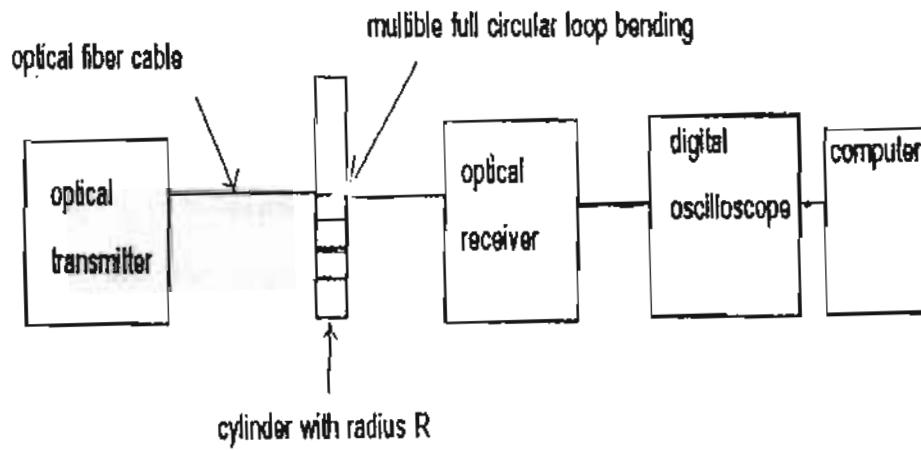 multible full circular loop bending
optical fiber cable
optical
transmitter
optical
receiver
digital
oscilloscope
computer
cylinder with radius R